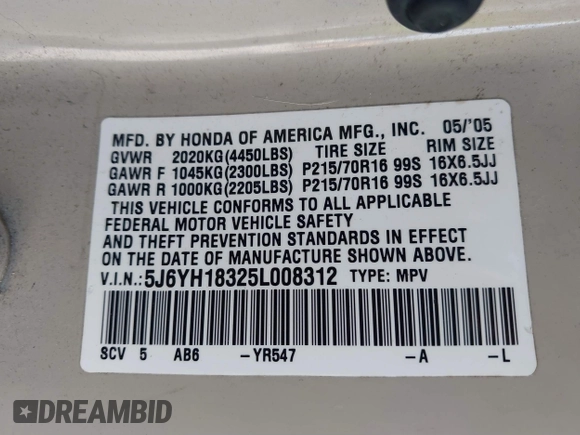 MFD. BY HONDA OF AMERICA MFG., INC. 05/'05
GVWR 2020KG(4450LBS) TIRE SIZE RIM SIZE
GAWR F 1045KG(2300LBS) P215/70R16 99S 16X6.5JJ
GAWR R 1000KG(2205LBS) P215/70R16 99S 16X6.5JJ
THIS VEHICLE CONFORMS TO ALL APPLICABLE
FEDERAL MOTOR VEHICLE SAFETY
AND THEFT PREVENTION STANDARDS IN EFFECT
ON THE DATE OF MANUFACTURE SHOWN ABOVE.
V.I.N.:5J6YH18325L008312 TYPE: MPV
SCV 5 AB6 -YR547 -A -L
DREAMBID